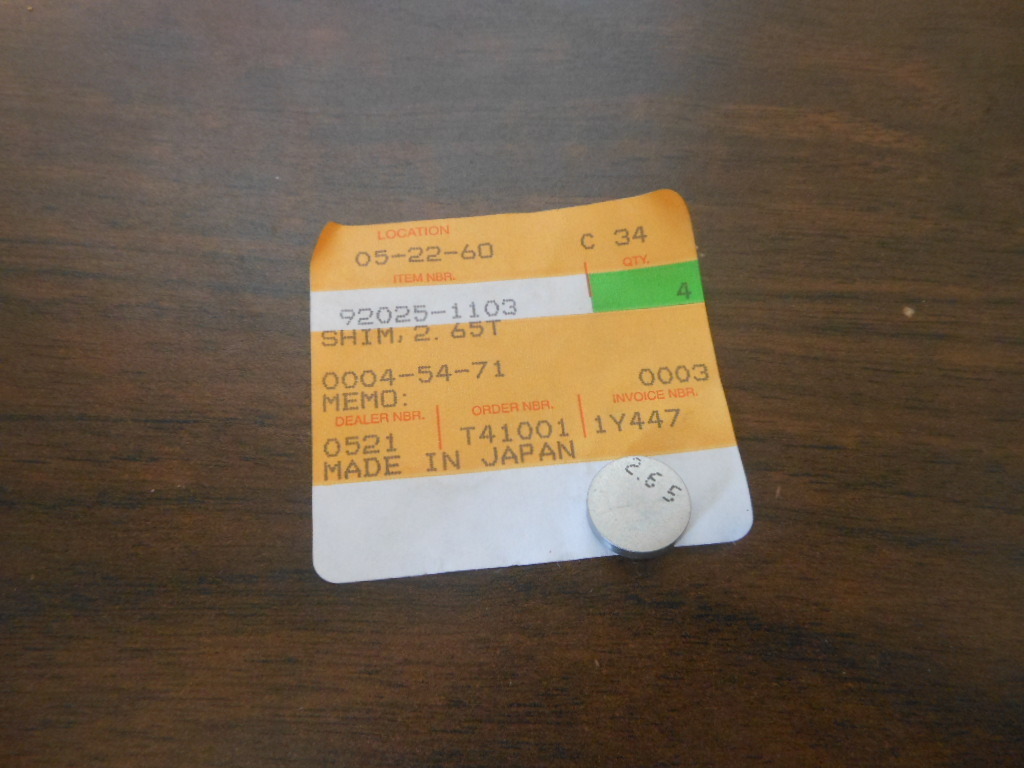 LOCATION
05-22-60 C 34
ITEM NBR. QTY.
92025-1103 4
SHIM, 2.65T
0004-54-71 0003
MEMO:
DEALER NBR. ORDER NBR. INVOICE NBR.
0521 T41001 1Y447
MADE IN JAPAN
2.65